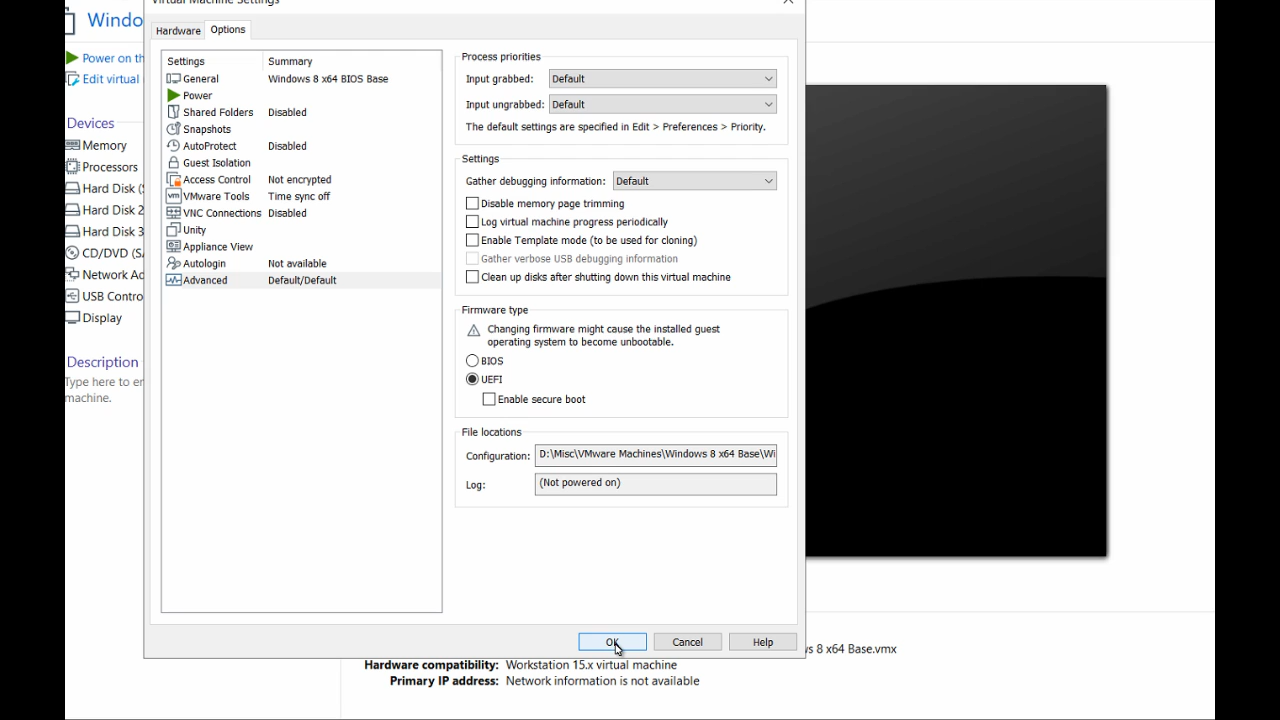 Virtual Machine Settings
Windo
Power on th
Edit virtual
Devices
Memory
Processors
Hard Disk (S
Hard Disk 2
Hard Disk 3
CD/DVD (SA
Network Ad
USB Contro
Display
Description
Type here to en
machine.
Hardware
Options
Settings Summary
General Windows 8 x64 BIOS Base
Power
Shared Folders Disabled
Snapshots
AutoProtect Disabled
Guest Isolation
Access Control Not encrypted
VMware Tools Time sync off
VNC Connections Disabled
Unity
Appliance View
Autologin Not available
Advanced Default/Default
Process priorities
Input grabbed: Default
Input ungrabbed: Default
The default settings are specified in Edit > Preferences > Priority.
Settings
Gather debugging information: Default
Disable memory page trimming
Log virtual machine progress periodically
Enable Template mode (to be used for cloning)
Gather verbose USB debugging information
Clean up disks after shutting down this virtual machine
Firmware type
Changing firmware might cause the installed guest
operating system to become unbootable.
BIOS
UEFI
Enable secure boot
File locations
Configuration: D:\Misc\VMware Machines\Windows 8 x64 Base\Wi
Log: (Not powered on)
OK Cancel Help
vs 8 x64 Base.vmx
Hardware compatibility: Workstation 15.x virtual machine
Primary IP address: Network information is not available